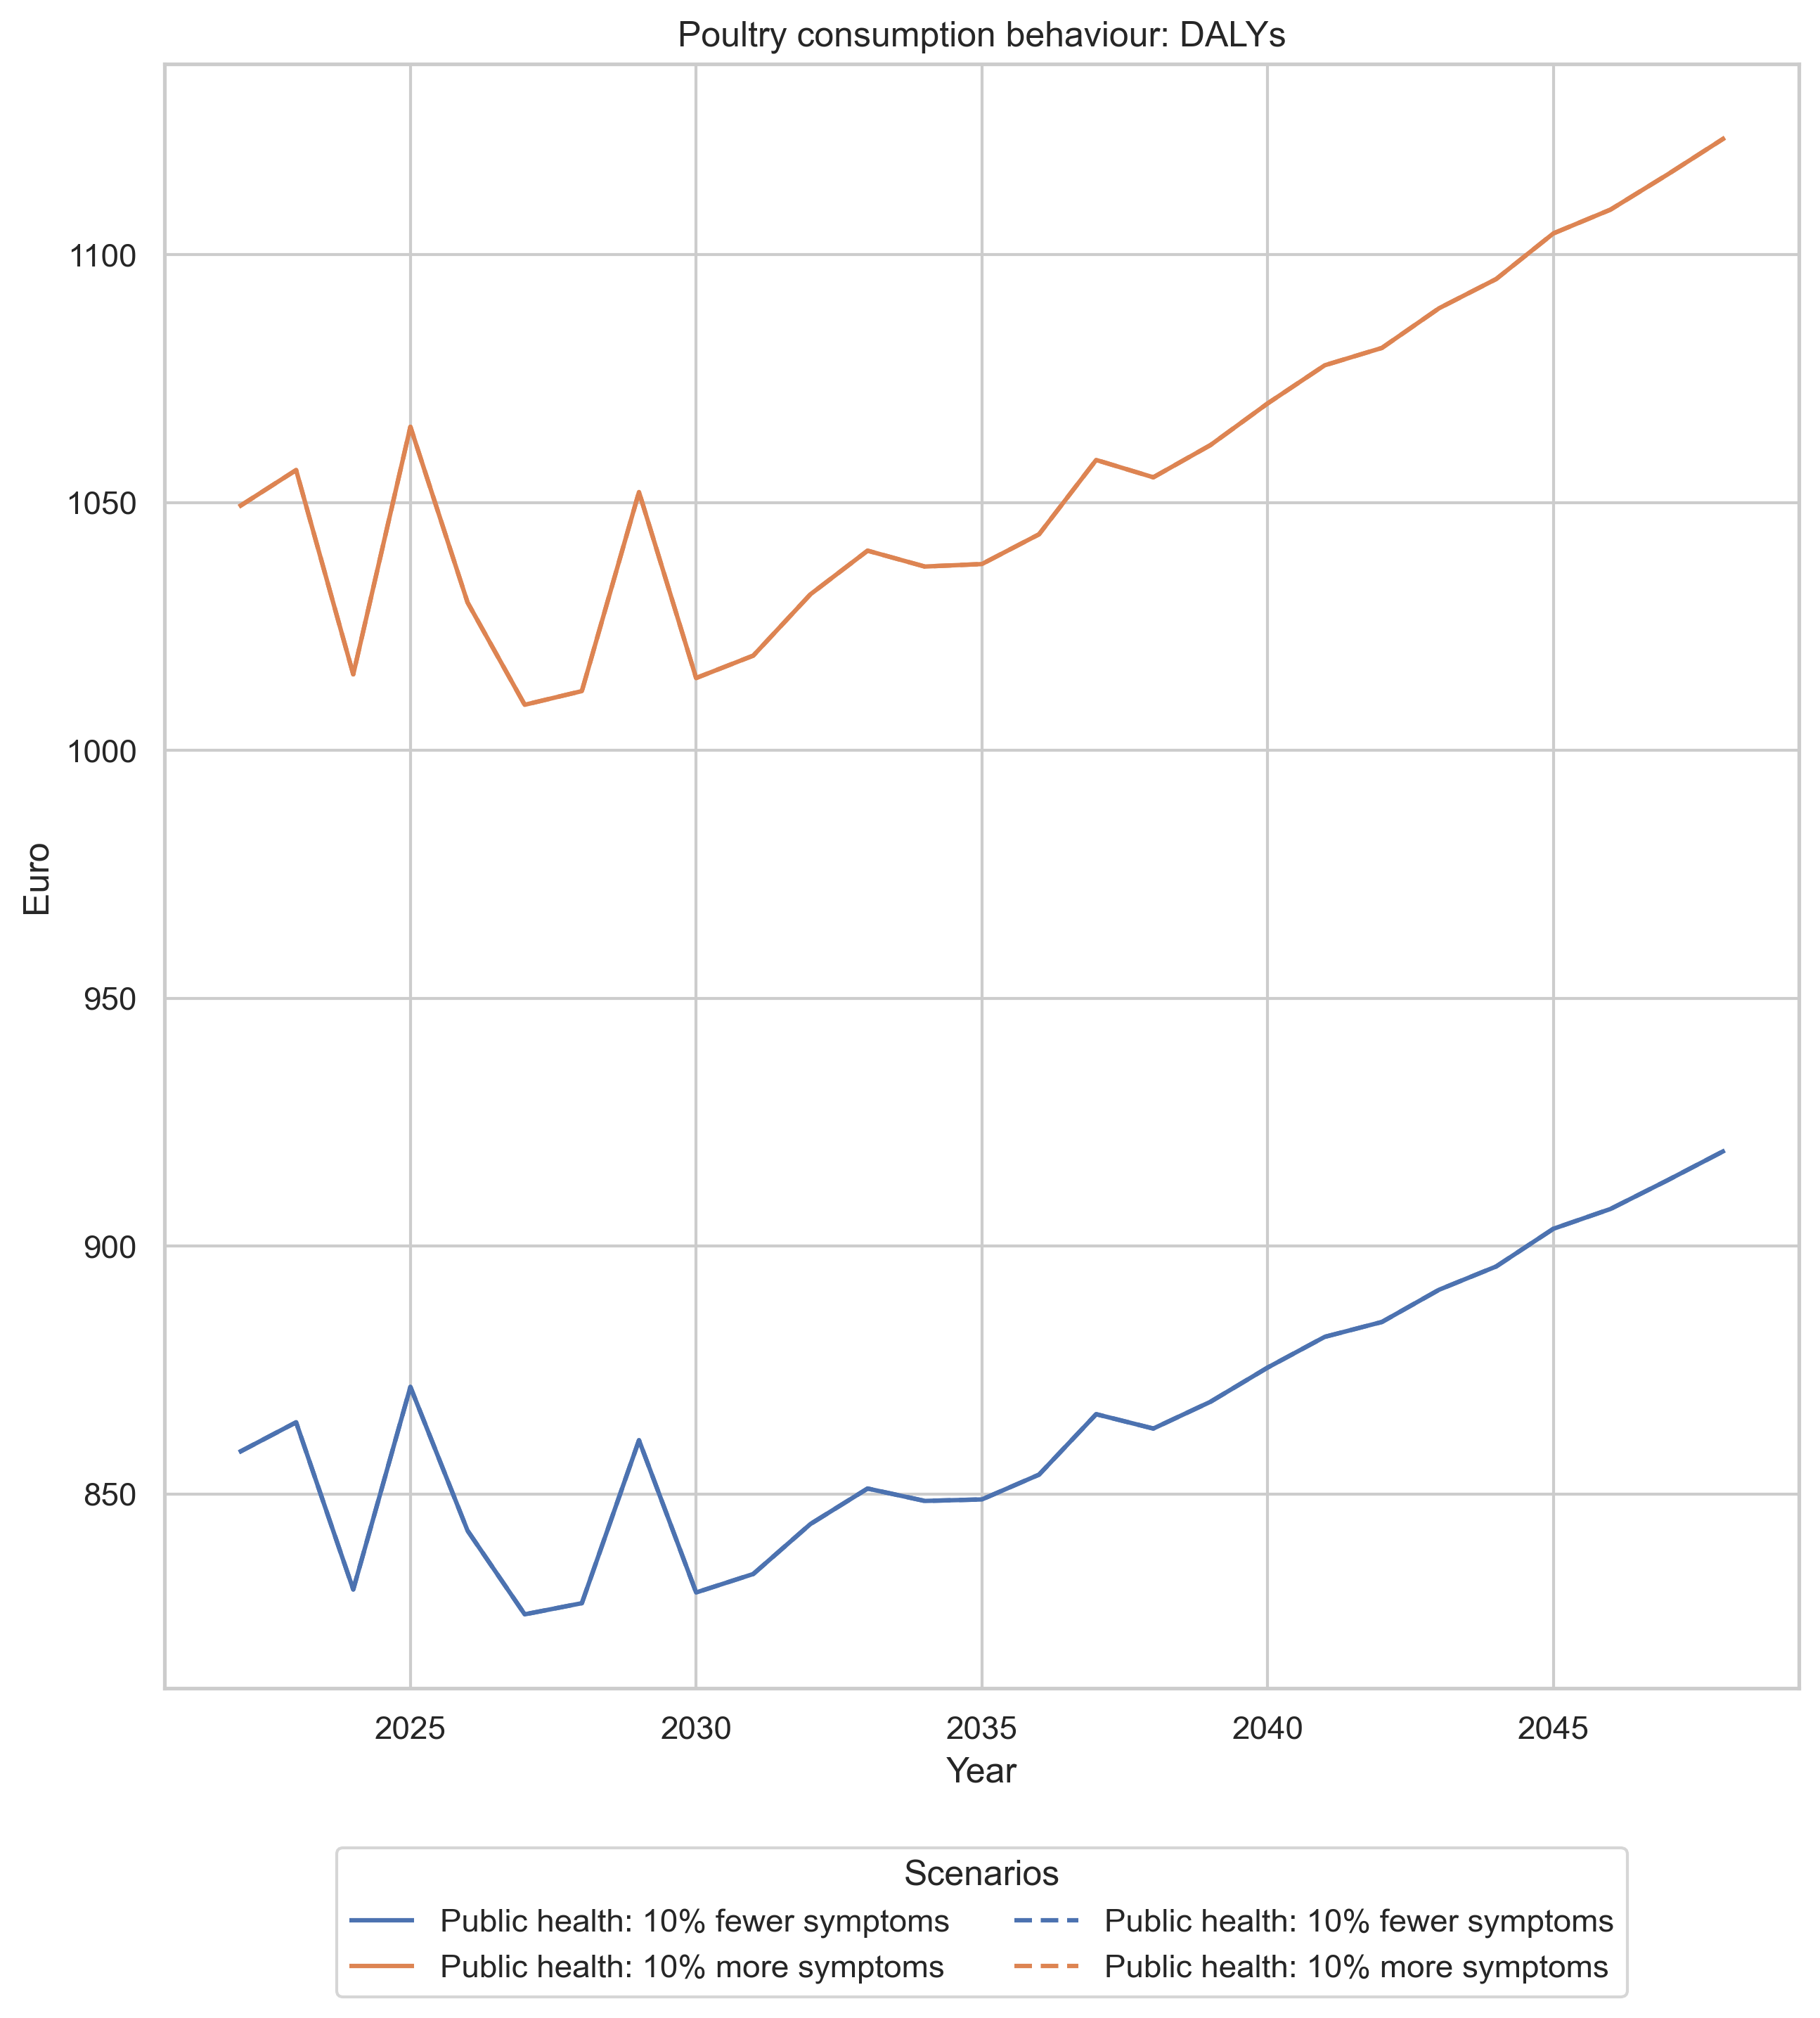 Poultry consumption behaviour: DALYs
1100
1050
1000
950
900
850
Euro
2025 2030 2035 2040 2045
Year
Scenarios
Public health: 10% fewer symptoms Public health: 10% fewer symptoms
Public health: 10% more symptoms Public health: 10% more symptoms